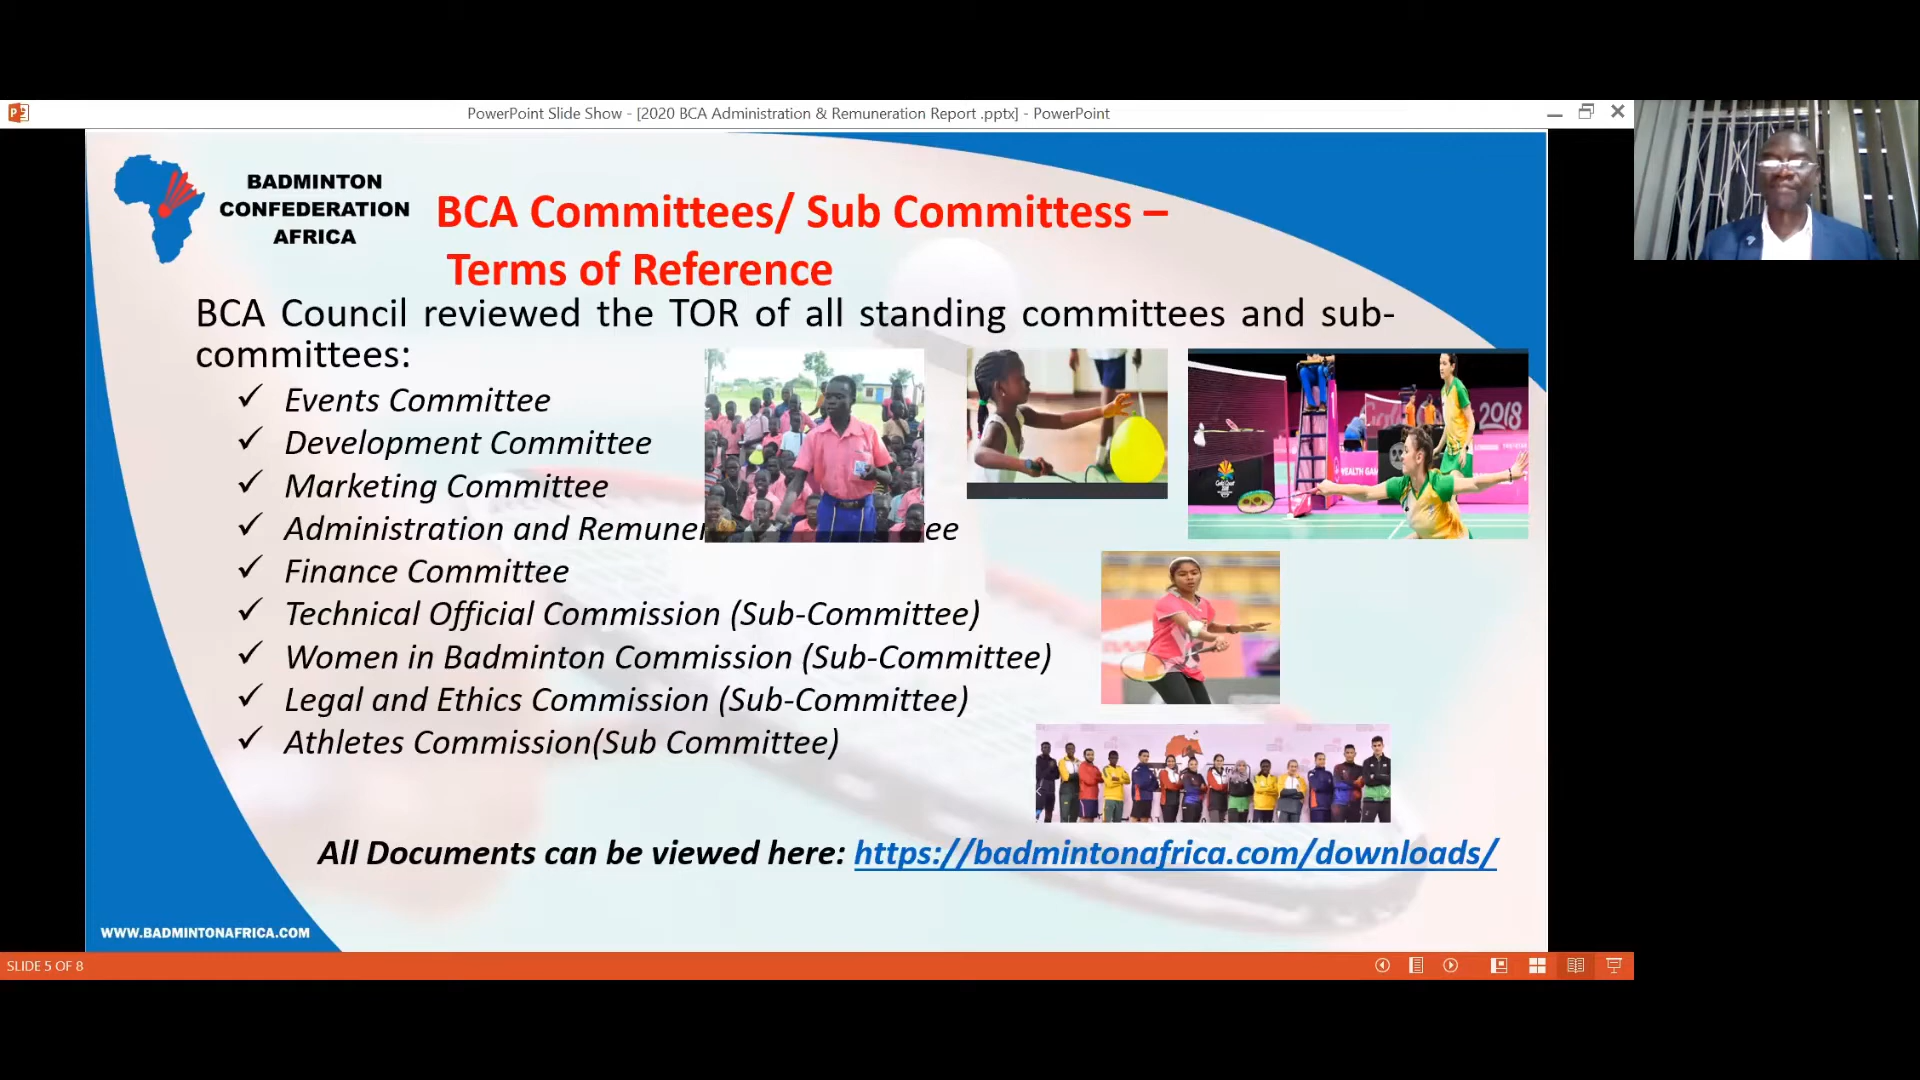 PowerPoint Slide Show - [2020 BCA Administration & Remuneration Report .pptx] - PowerPoint
BADMINTON
CONFEDERATION
AFRICA
BCA Committees/ Sub Committess –
Terms of Reference
BCA Council reviewed the TOR of all standing committees and sub-
committees:
✓ Events Committee
✓ Development Committee
✓ Marketing Committee
✓ Administration and
✓ Finance Committee
✓ Technical Official Commission (Sub-Committee)
✓ Women in Badminton Commission (Sub-Committee)
✓ Legal and Ethics Commission (Sub-Committee)
✓ Athletes Commission(Sub Committee)
2018
All Documents can be viewed here: https://badmintonafrica.com/downloads/
WWW.BADMINTONAFRICA.COM
SLIDE 5 OF 8